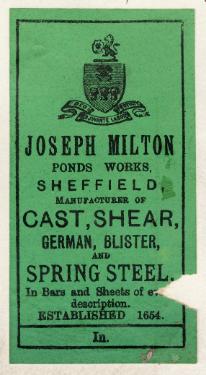 JOSEPH MILTON
PONDS WORKS,
SHEFFIELD,
MANUFACTURER OF
CAST, SHEAR,
GERMAN, BLISTER,
AND
SPRING STEEL.
In Bars and Sheets of
description.
ESTABLISHED 1654.
In.